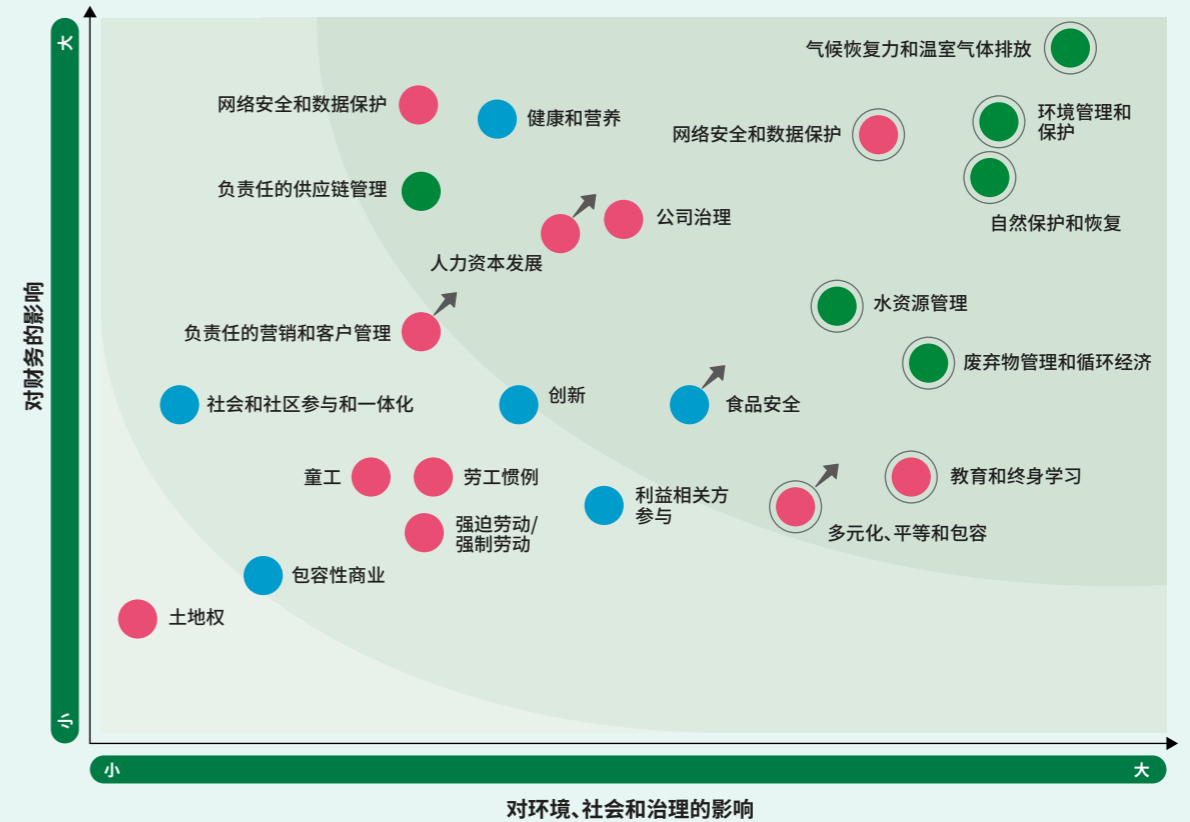 大
气候恢复力和温室气体排放
网络安全和数据保护
健康和营养
网络安全和数据保护
环境管理和
保护
负责任的供应链管理
公司治理
自然保护和恢复
人力资本发展
水资源管理
负责任的营销和客户管理
对财务的影响
废弃物管理和循环经济
社会和社区参与和一体化
创新
食品安全
童工
劳工惯例
教育和终身学习
利益相关方
参与
强迫劳动/
强制劳动
多元化、平等和包容
包容性商业
土地权
小
小
大
对环境、社会和治理的影响